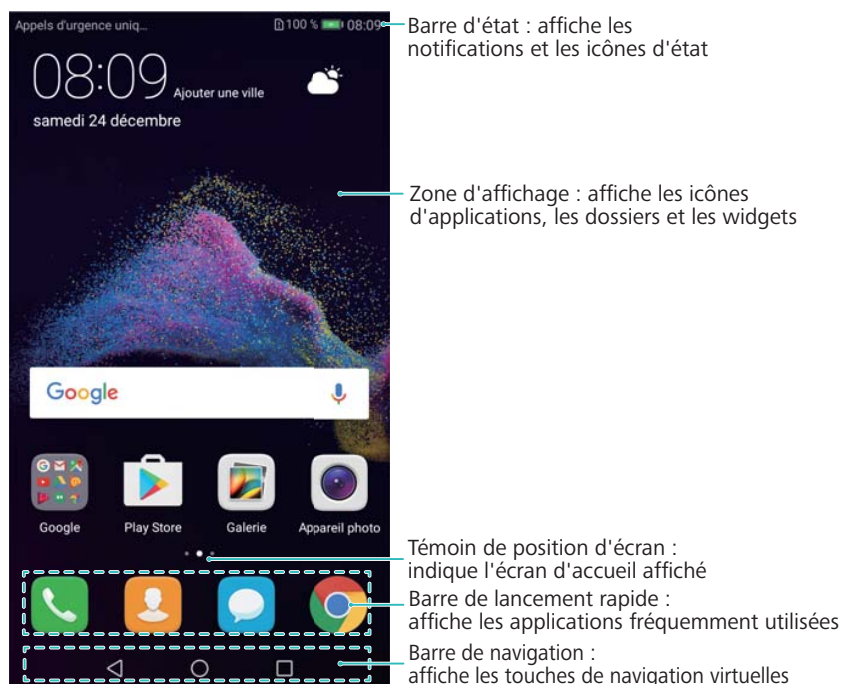 Appels d'urgence uniq...
100 %
08:09
Barre d'état : affiche les
notifications et les icônes d'état
08:09
Ajouter une ville
samedi 24 décembre
Zone d'affichage : affiche les icônes
d'applications, les dossiers et les widgets
Google
Google
Play Store
Galerie
Appareil photo
Témoin de position d'écran :
indique l'écran d'accueil affiché
Barre de lancement rapide :
affiche les applications fréquemment utilisées
Barre de navigation :
affiche les touches de navigation virtuelles